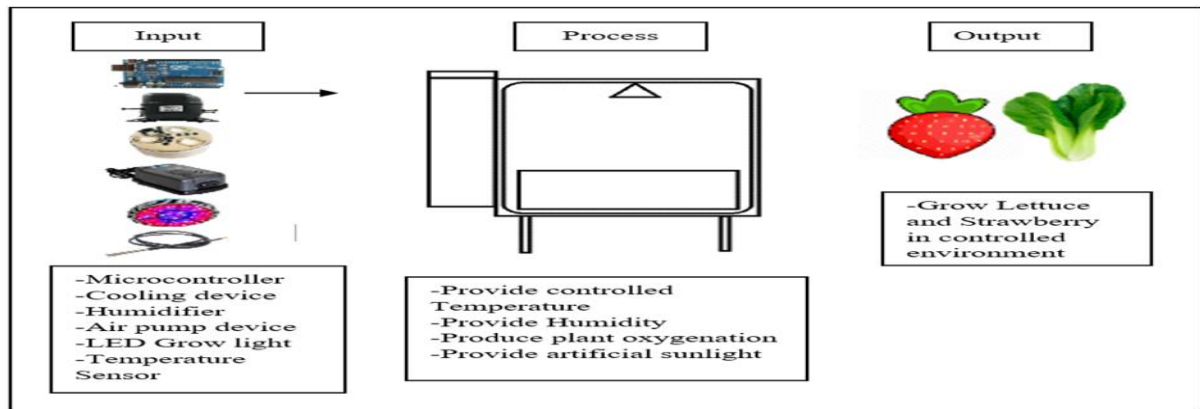 Input
Process
Output
-Microcontroller
-Cooling device
-Humidifier
-Air pump device
-LED Grow light
-Temperature
Sensor
-Provide controlled
Temperature
-Provide Humidity
-Produce plant oxygenation
-Provide artificial sunlight
-Grow Lettuce
and Strawberry
in controlled
environment